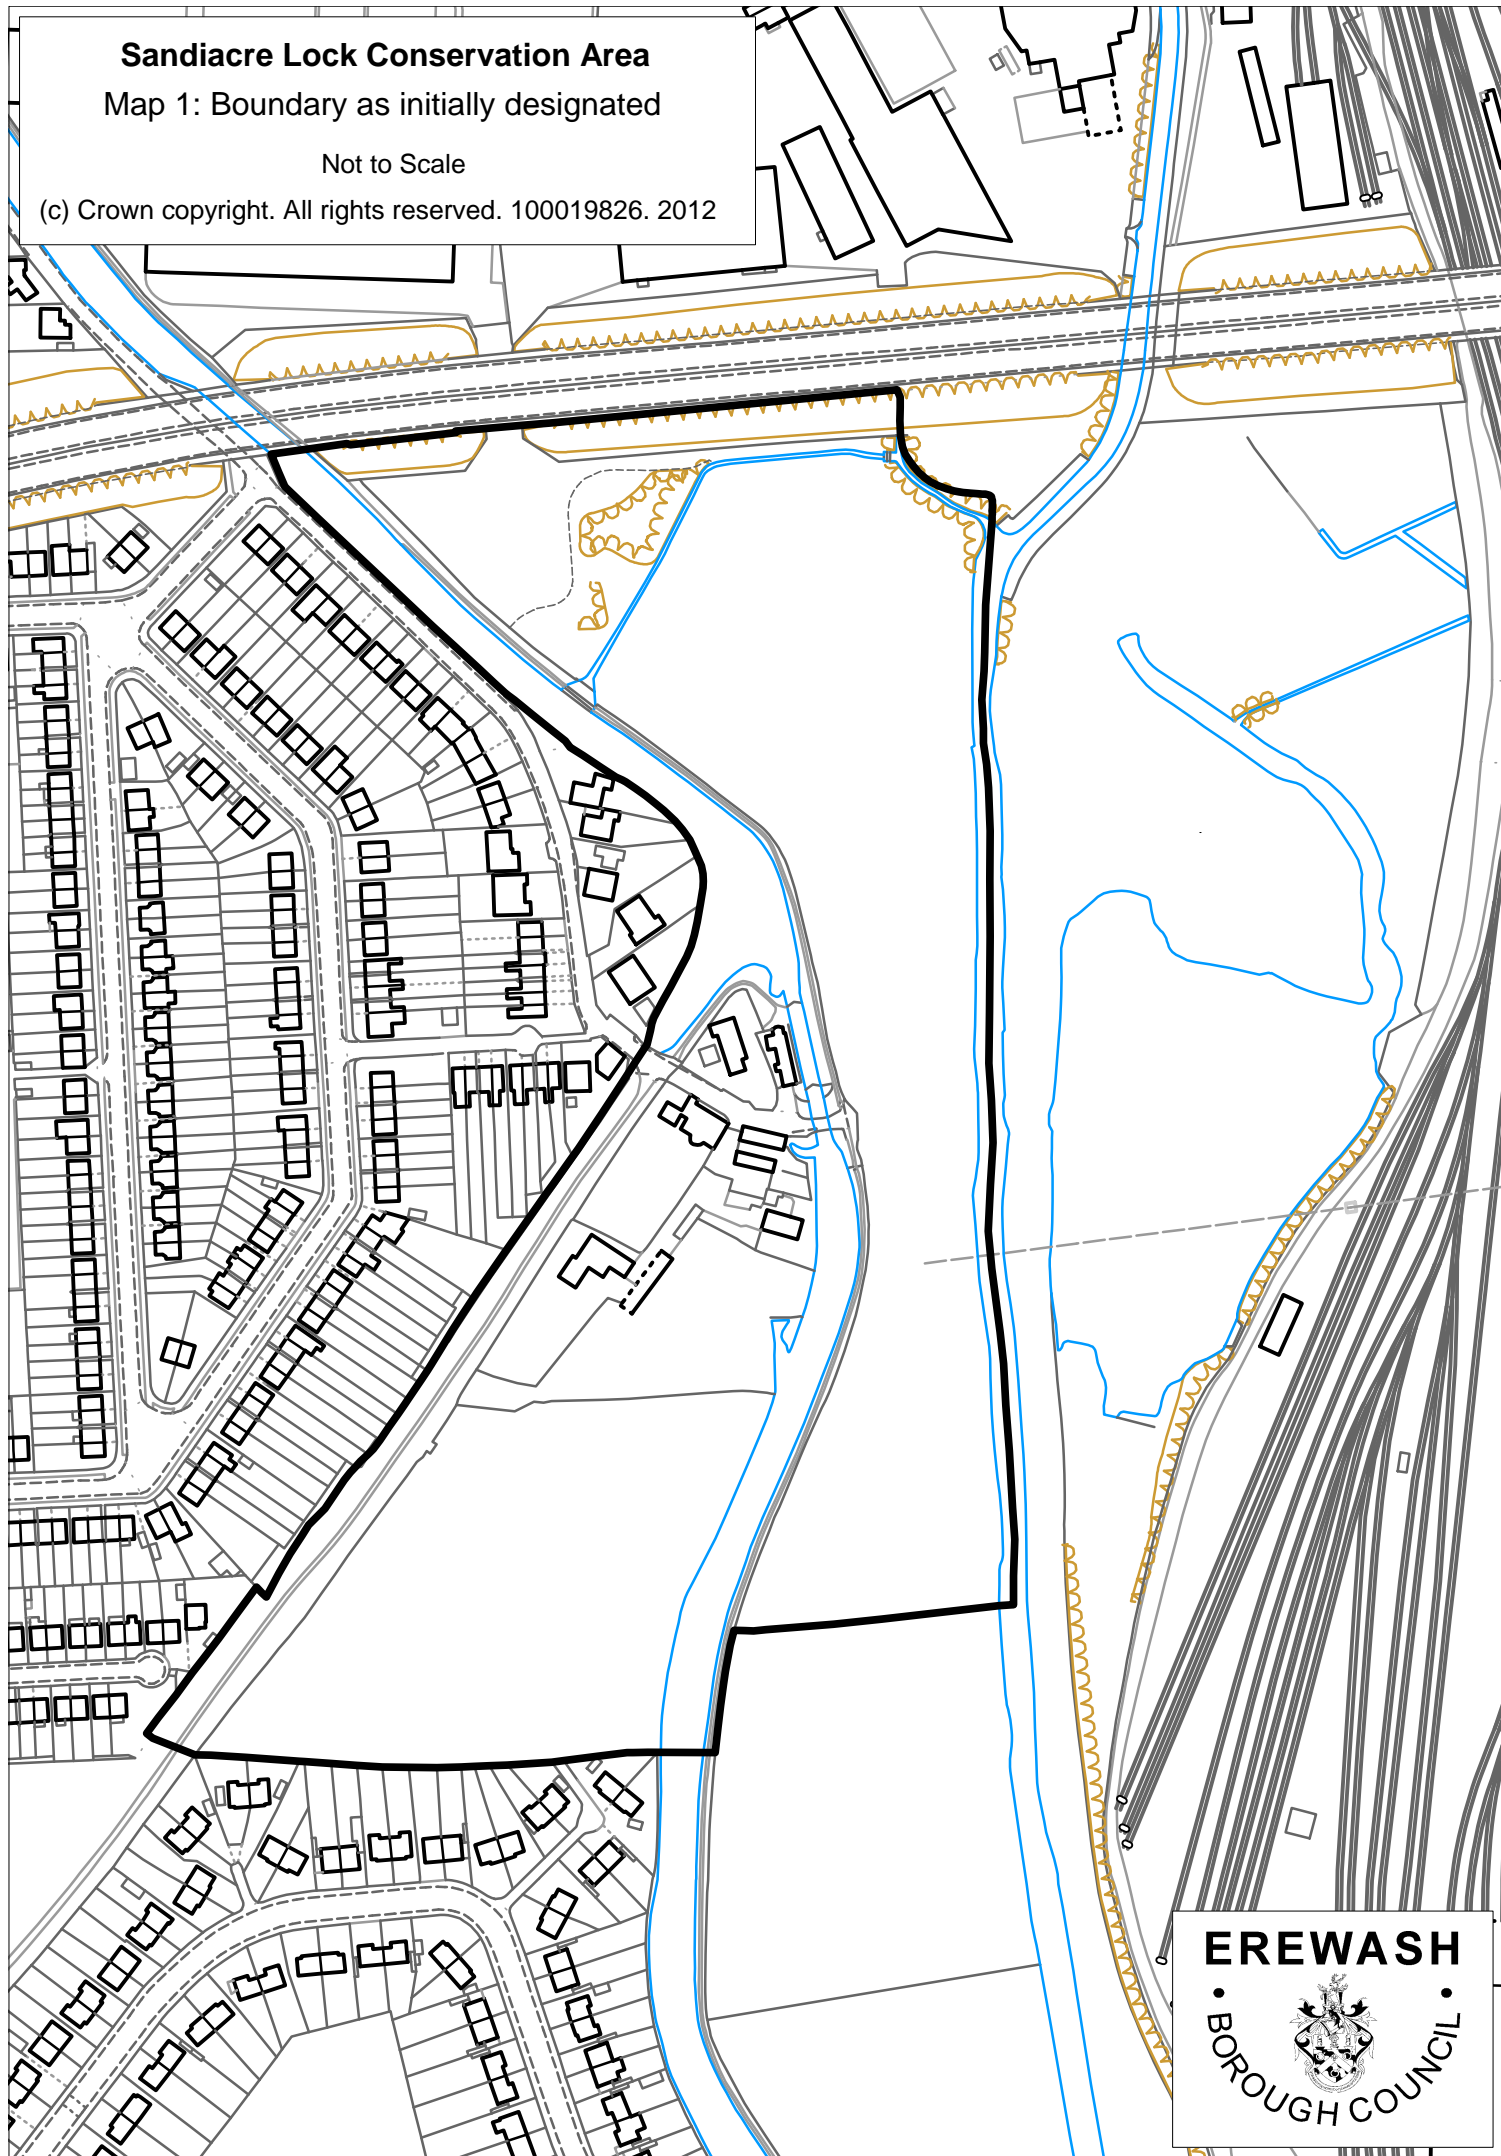 Sandiacre Lock Conservation Area
Map 1: Boundary as initially designated
Not to Scale
(c) Crown copyright. All rights reserved. 100019826. 2012
EREWASH
• BOROUGH COUNCIL •